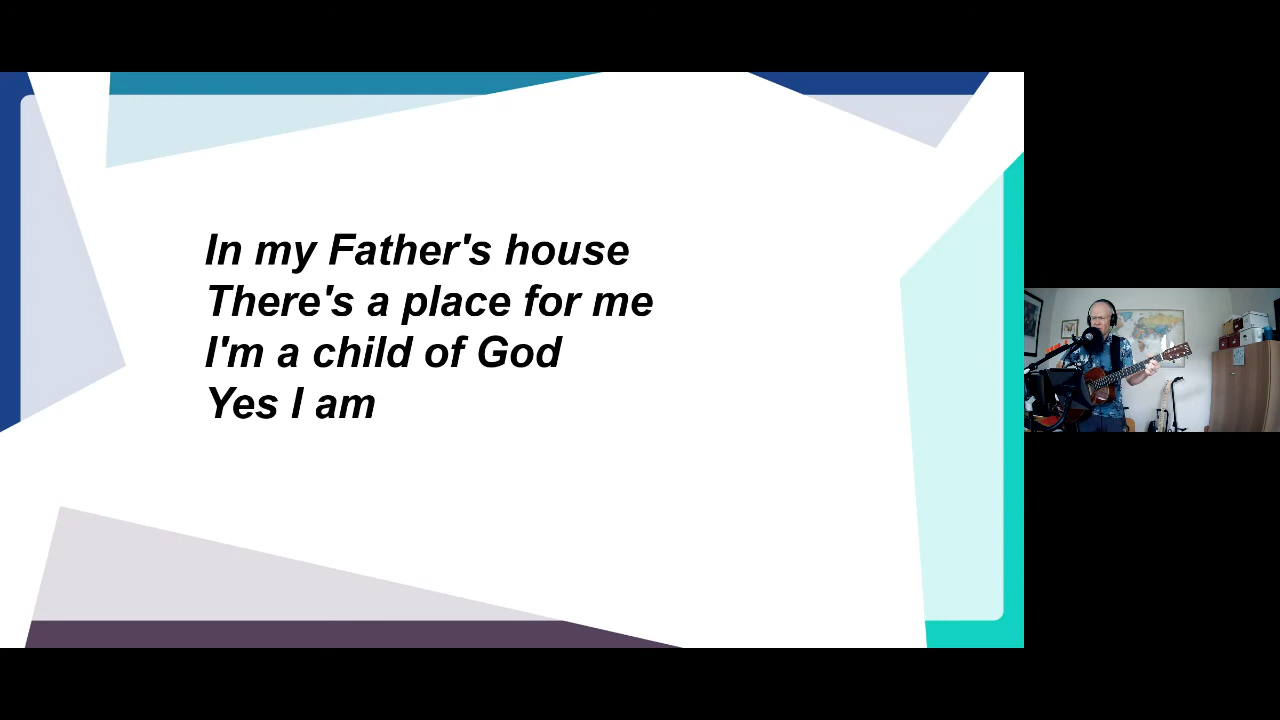 In my Father's house
There's a place for me
I'm a child of God
Yes I am